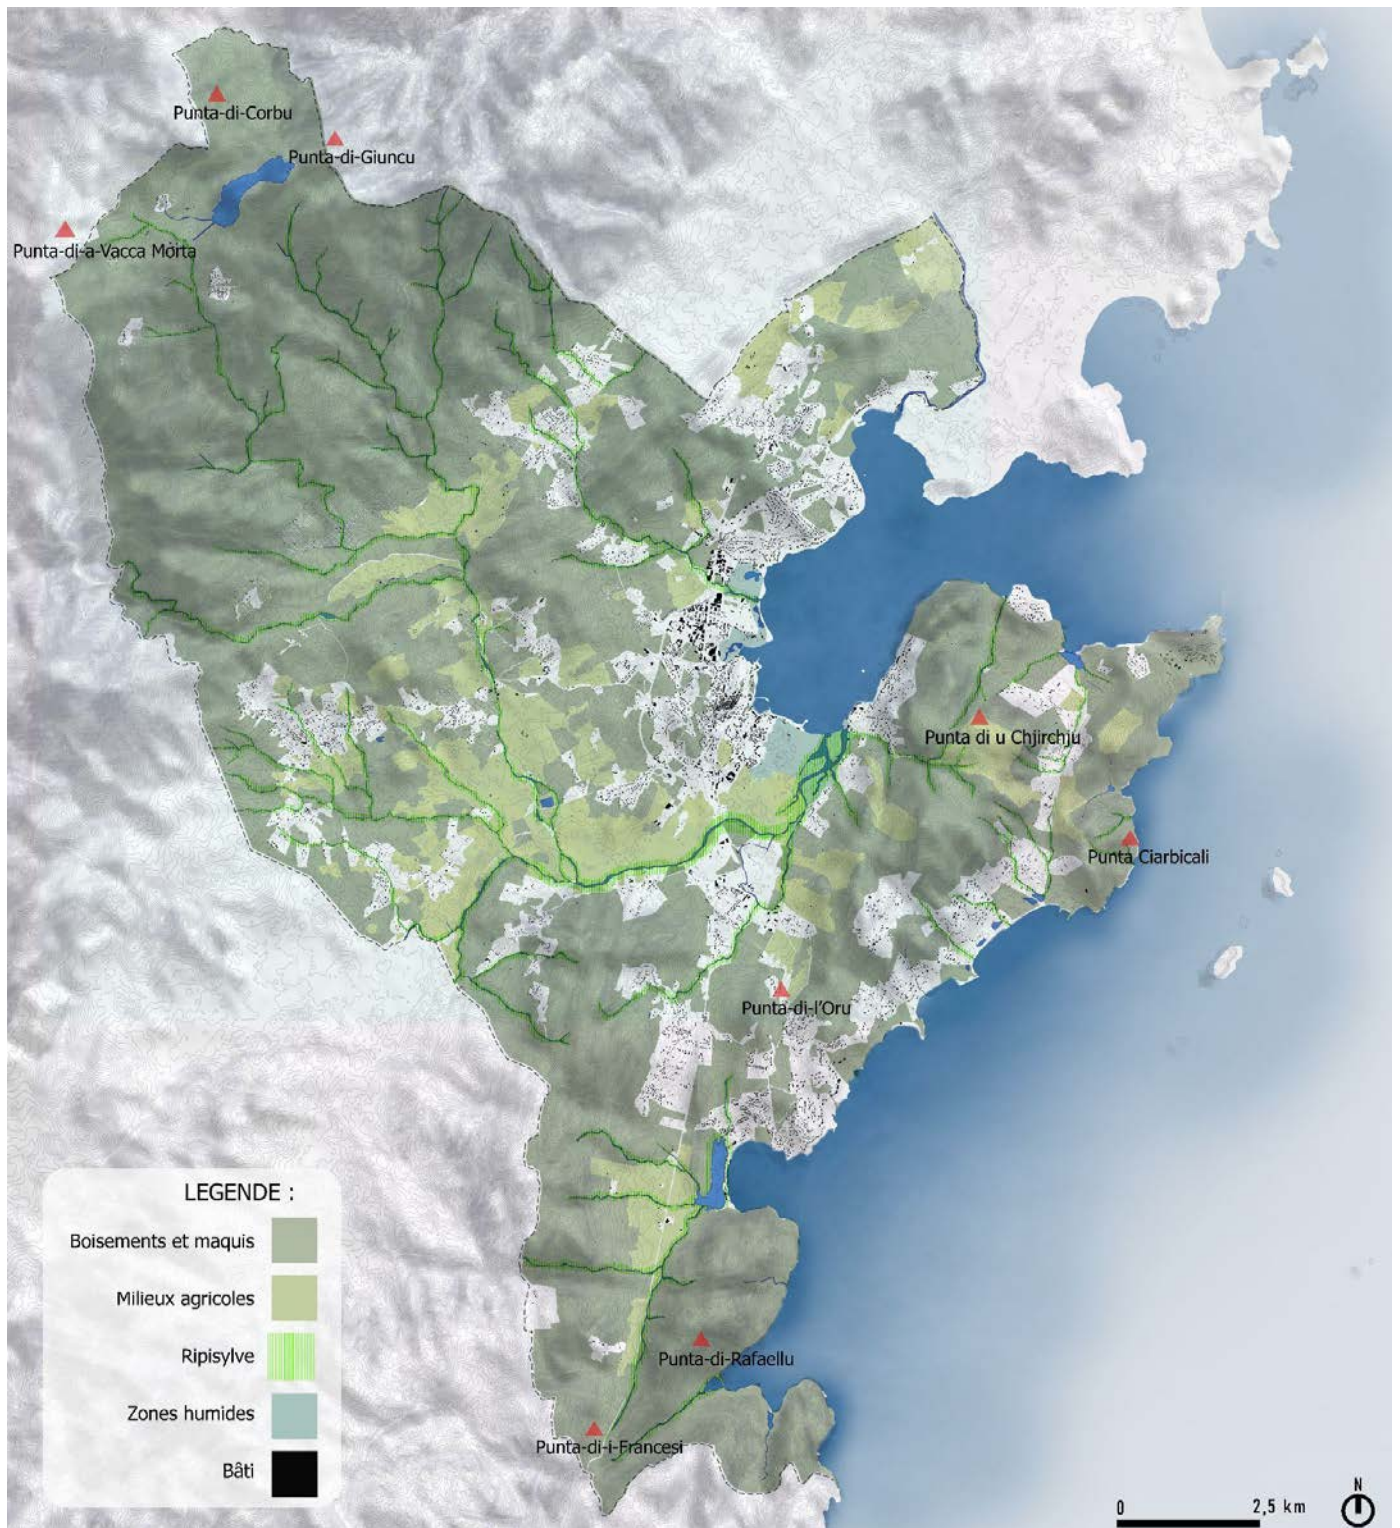 Punta-di-Corbu
Punta-di-Giuncu
Punta-di-a-Vacca Morta
Punta di u Chjirchju
Punta Ciarbicali
Punta-di-l'Oru
LEGENDE :
Boisements et maquis
Milieux agricoles
Ripisylve
Zones humides
Bâti
Punta-di-Rafaellu
Punta-di-i-Francesi
N
0 2,5 km